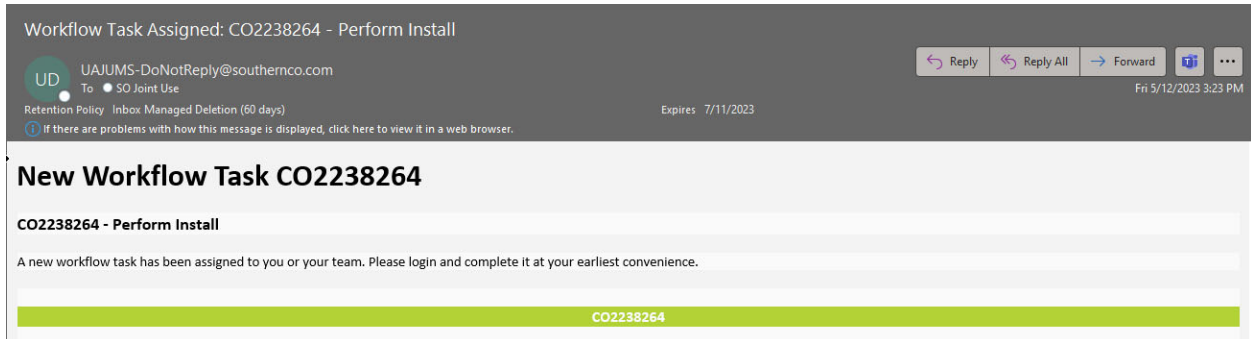 Workflow Task Assigned: CO2238264 - Perform Install
UD
UAJUMS-DoNotReply@southernco.com
To SO Joint Use
Reply
Reply All
Forward
Fri 5/12/2023 3:23 PM
Retention Policy Inbox Managed Deletion (60 days)
Expires 7/11/2023
If there are problems with how this message is displayed, click here to view it in a web browser.
New Workflow Task CO2238264
CO2238264 - Perform Install
A new workflow task has been assigned to you or your team. Please login and complete it at your earliest convenience.
CO2238264